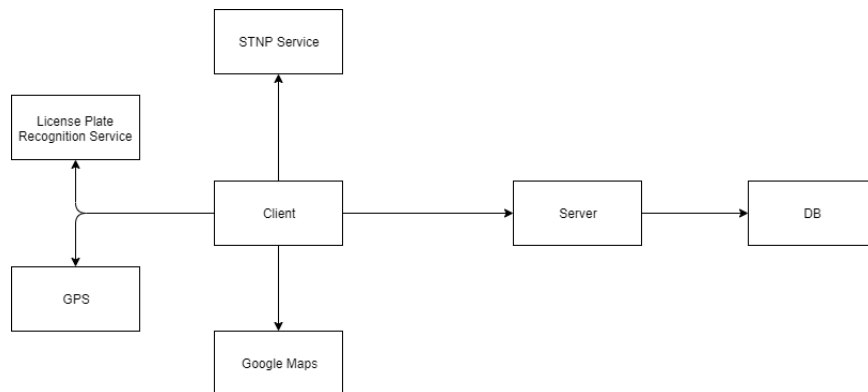 STNP Service
License Plate
Recognition Service
Client
Server
DB
GPS
Google Maps